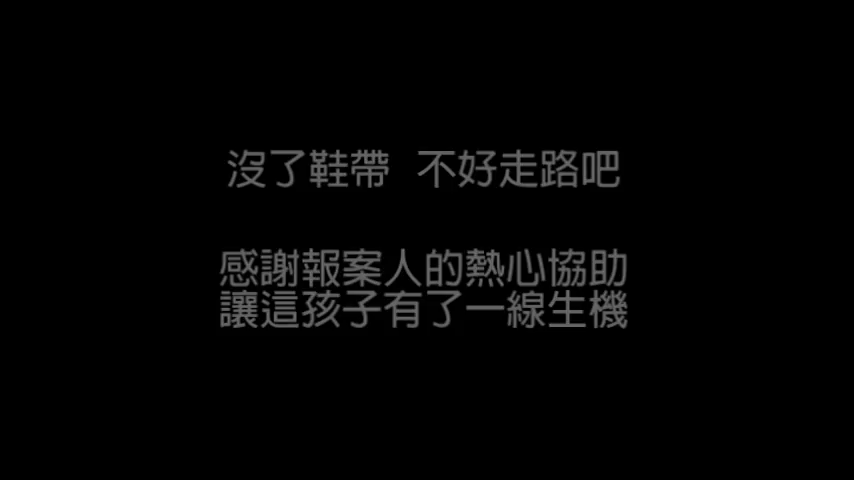 沒了鞋帶 不好走路吧
感謝報案人的熱心協助
讓這孩子有了一線生機